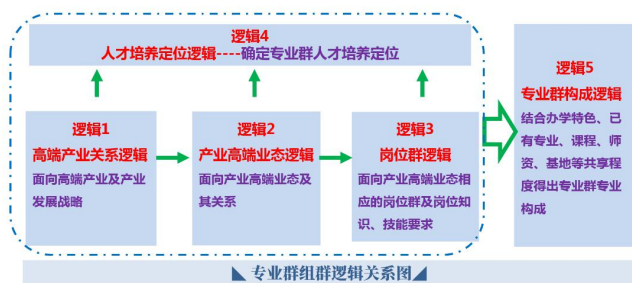 逻辑4
人才培养定位逻辑----确定专业群人才培养定位
逻辑1
高端产业关系逻辑
面向高端产业及产业
发展战略
逻辑2
产业高端业态逻辑
面向产业高端业态及
其关系
逻辑3
岗位群逻辑
面向产业高端业态相
应的岗位群及岗位知
识、技能要求
逻辑5
专业群构成逻辑
结合办学特色、已
有专业、课程、师
资、基地等共享程
度得出专业群专业
构成
专业群组群逻辑关系图